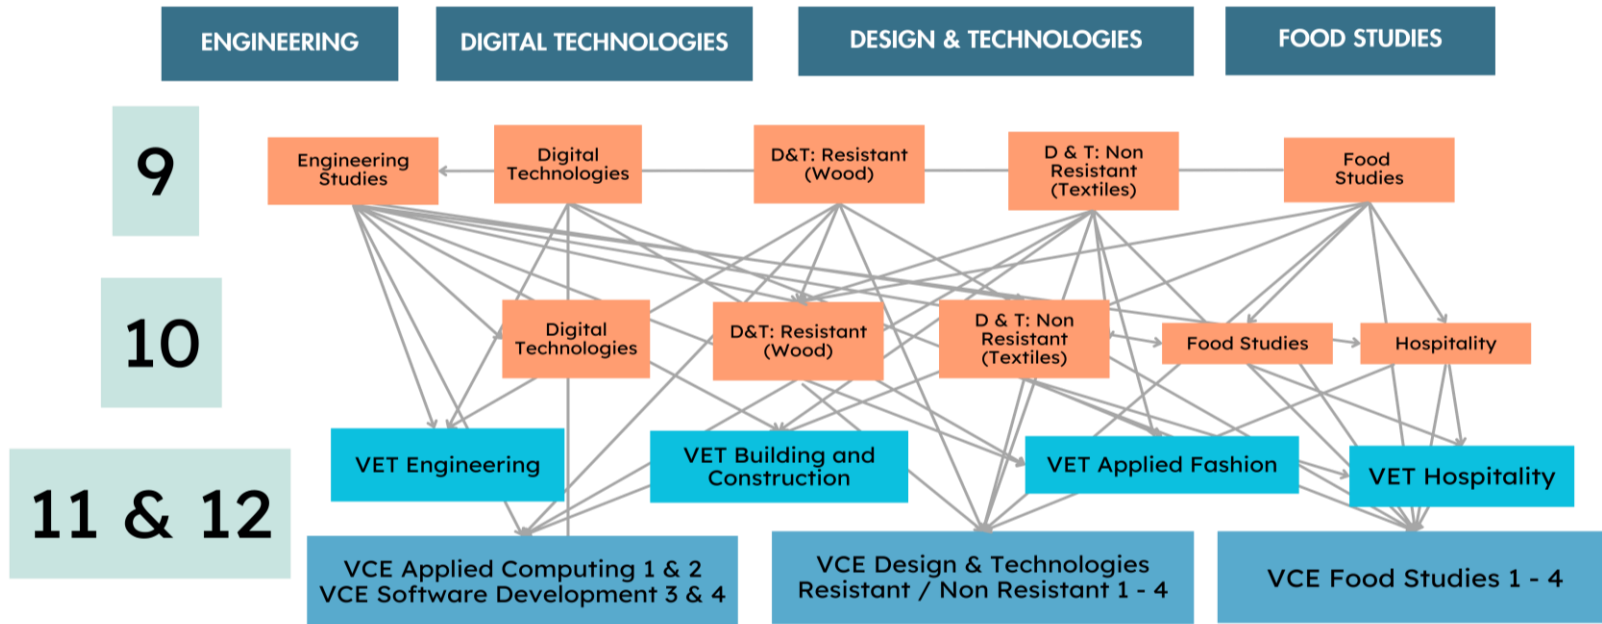 ENGINEERING
DIGITAL TECHNOLOGIES
DESIGN & TECHNOLOGIES
FOOD STUDIES
9
Engineering
Studies
Digital
Technologies
D&T: Resistant
(Wood)
D & T: Non
Resistant
(Textiles)
Food
Studies
10
Digital
Technologies
D&T: Resistant
(Wood)
D & T: Non
Resistant
(Textiles)
Food Studies
Hospitality
11 & 12
VET Engineering
VET Building and
Construction
VET Applied Fashion
VET Hospitality
VCE Applied Computing 1 & 2
VCE Software Development 3 & 4
VCE Design & Technologies
Resistant / Non Resistant 1 - 4
VCE Food Studies 1 - 4